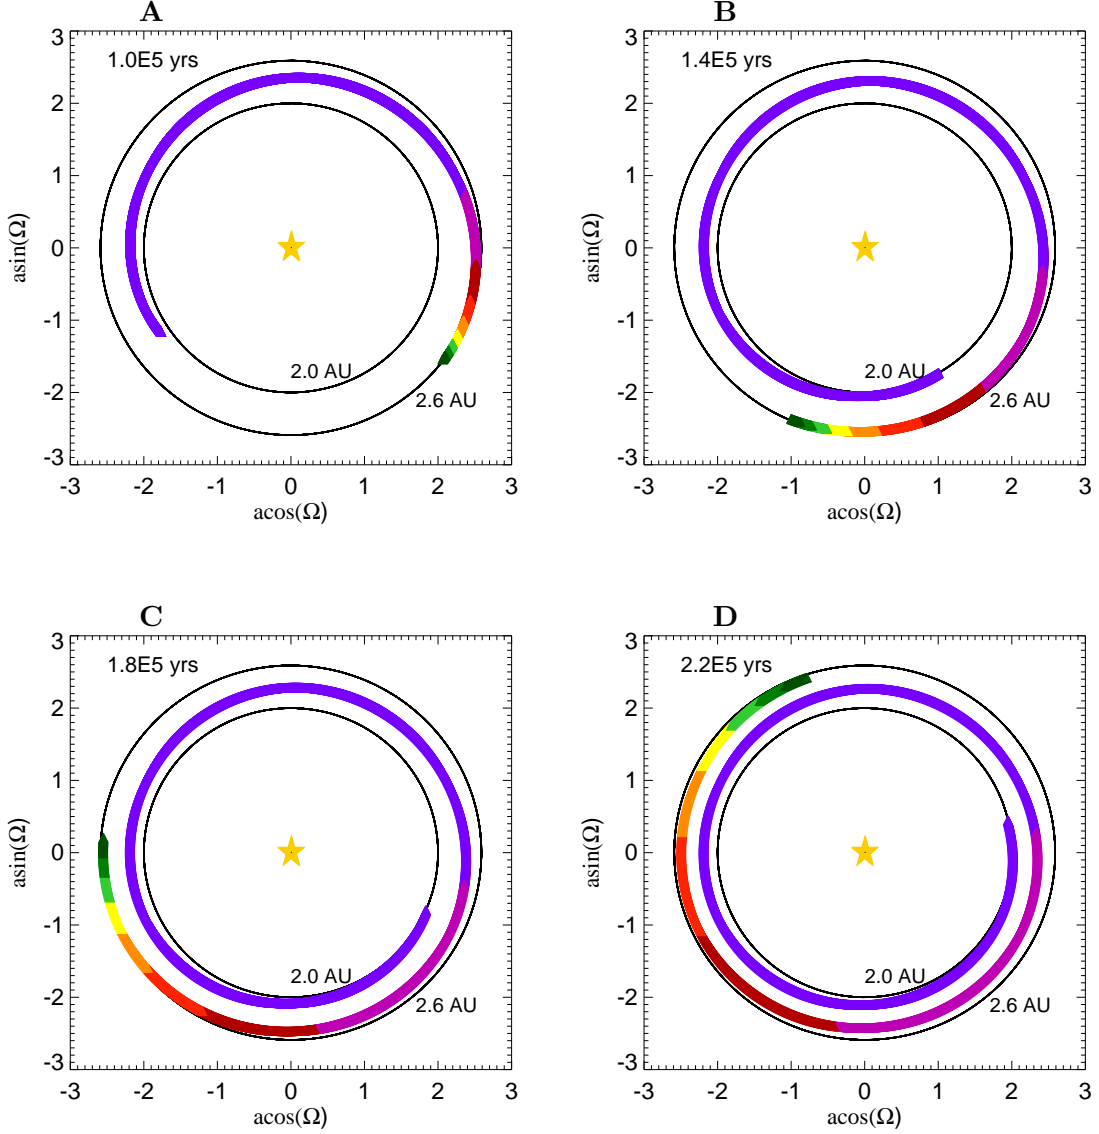 A
B
3
2
1
0
-1
-2
-3
asin(Ω)
1.0E5 yrs
2.0 AU
2.6 AU
-3 -2 -1 0 1 2 3
acos(Ω)
3
2
1
0
-1
-2
-3
asin(Ω)
1.4E5 yrs
2.0 AU
2.6 AU
-3 -2 -1 0 1 2 3
acos(Ω)
C
D
3
2
1
0
-1
-2
-3
asin(Ω)
1.8E5 yrs
2.0 AU
2.6 AU
-3 -2 -1 0 1 2 3
acos(Ω)
3
2
1
0
-1
-2
-3
asin(Ω)
2.2E5 yrs
2.0 AU
2.6 AU
-3 -2 -1 0 1 2 3
acos(Ω)